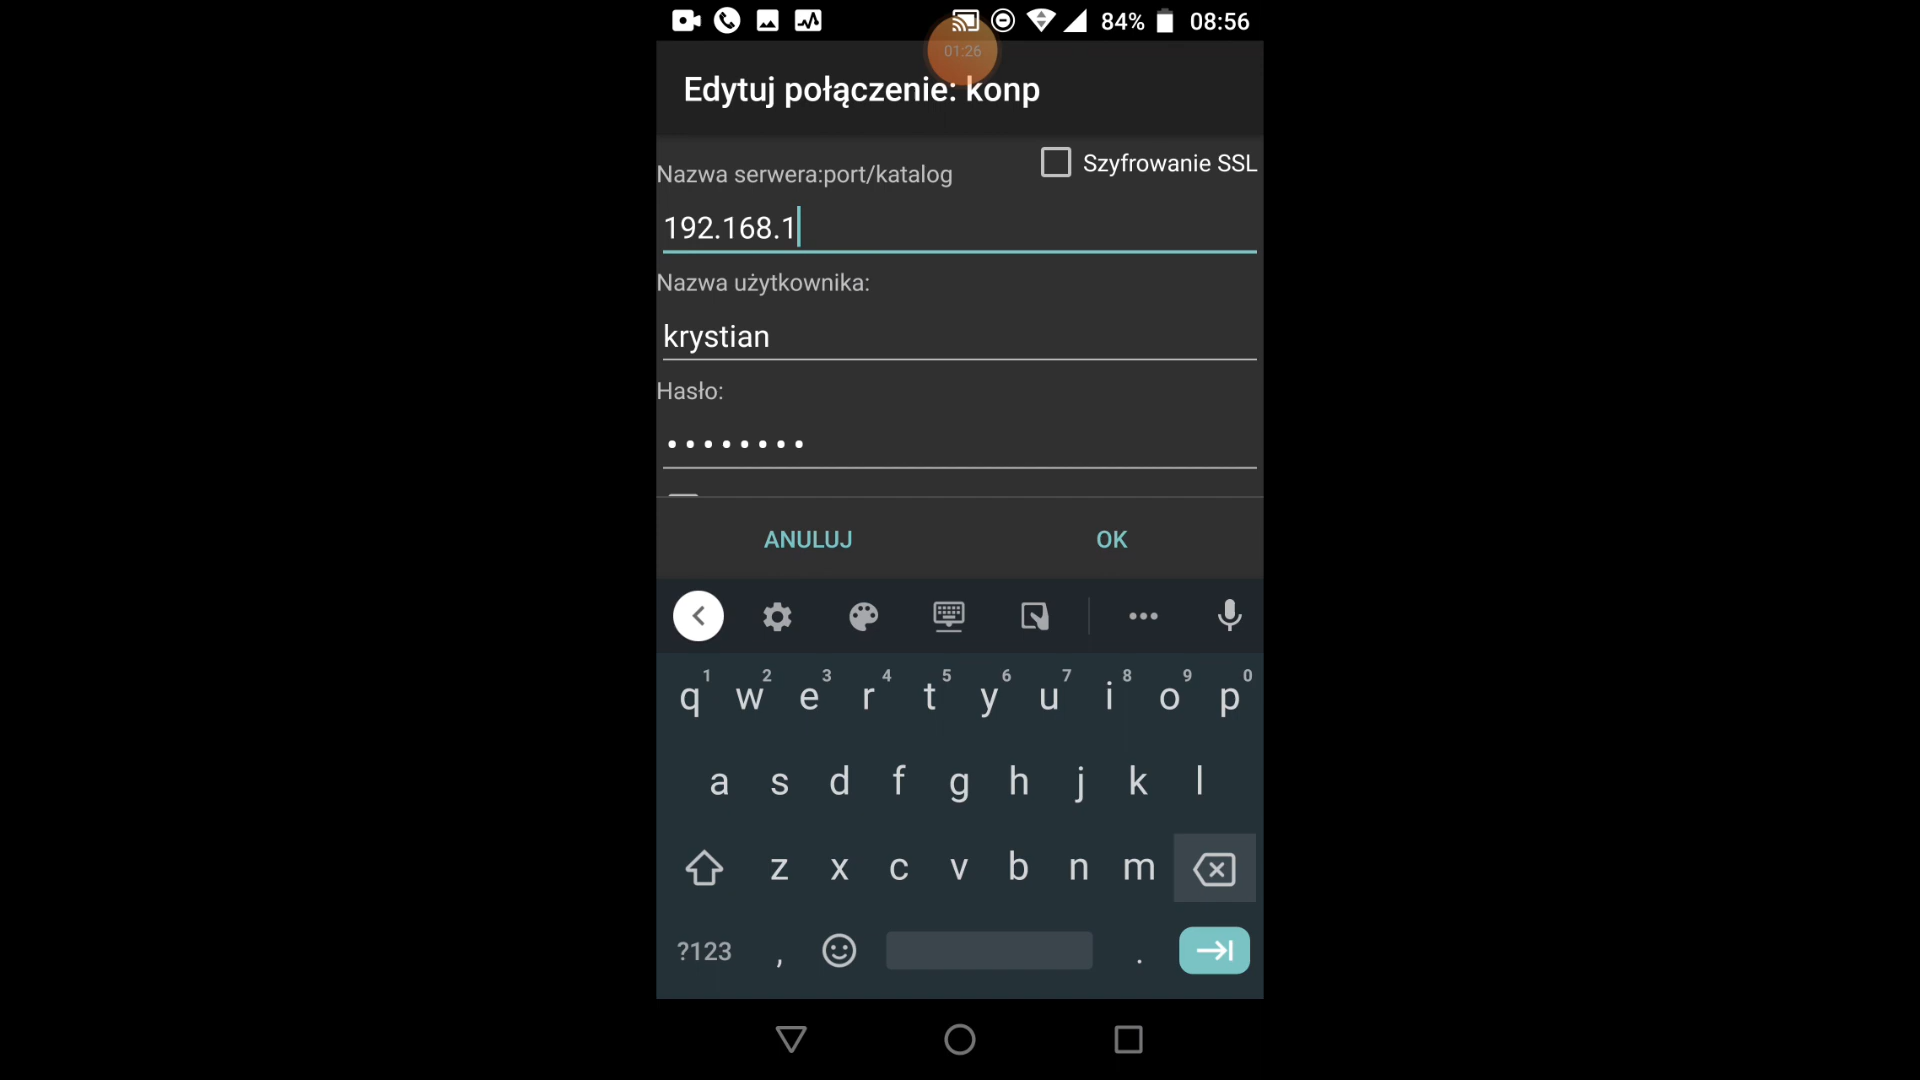 84% 08:56
01:26
Edytuj połączenie: konp
Szyfrowanie SSL
Nazwa serwera:port/katalog
192.168.1
Nazwa użytkownika:
krystian
Hasło:
••••••••
ANULUJ OK
1 2 3 4 5 6 7 8 9 0
q w e r t y u i o p
a s d f g h j k l
z x c v b n m
?123 , .